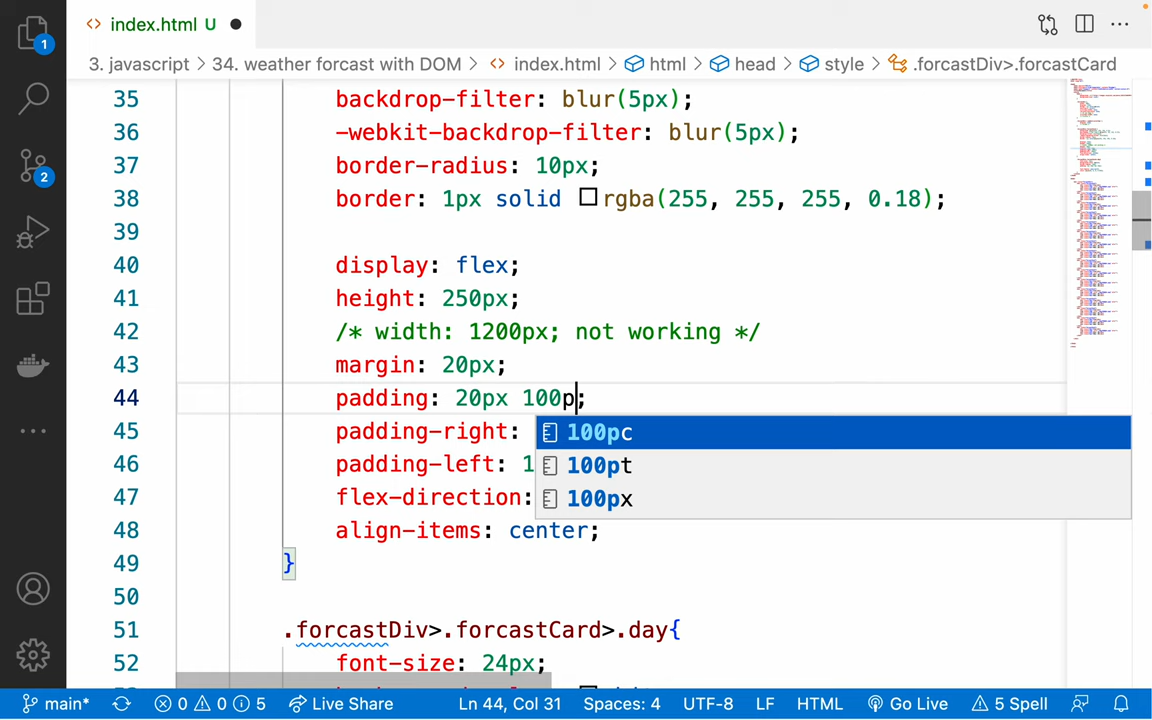 index.html U
1
3. javascript > 34. weather forcast with DOM > index.html > html > head > style > .forcastDiv>.forcastCard
35 backdrop-filter: blur(5px);
36 -webkit-backdrop-filter: blur(5px);
37 border-radius: 10px;
38 border: 1px solid rgba(255, 255, 255, 0.18);
2
39
40 display: flex;
41 height: 250px;
42 /* width: 1200px; not working */
43 margin: 20px;
44 padding: 20px 100p;
45 padding-right:
100pc
46 padding-left: 1
100pt
47 flex-direction:
100px
48 align-items: center;
49 }
50
51 .forcastDiv>.forcastCard>.day{
52 font-size: 24px;
main* 0 0 5 Live Share Ln 44, Col 31 Spaces: 4 UTF-8 LF HTML Go Live 5 Spell